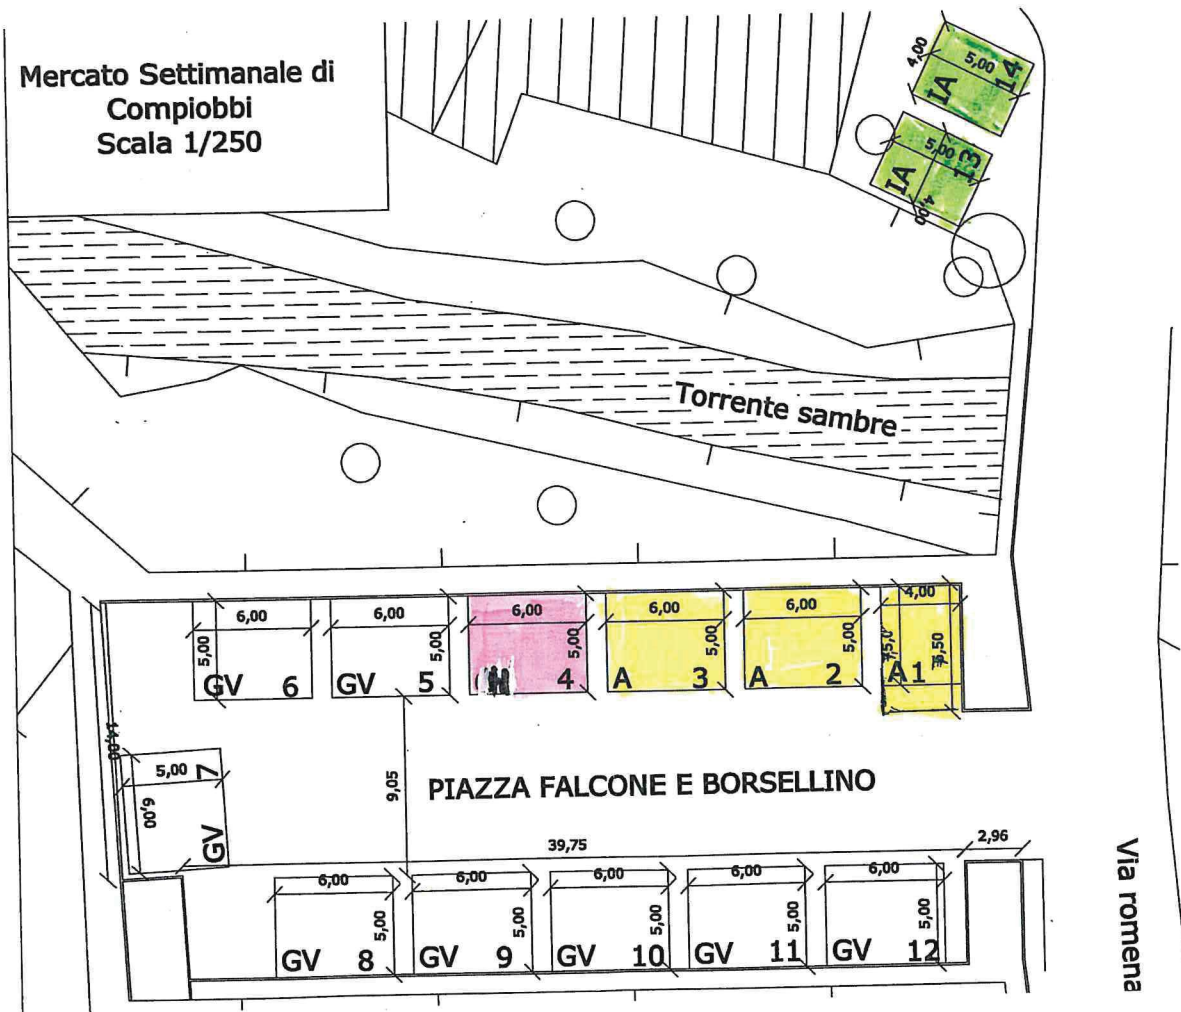 Mercato Settimanale di
Compiobbi
Scala 1/250
4,00
5,00
IA 14
5,00
IA 13
4,00
Torrente sambre
6,00 6,00 6,00 6,00 6,00 4,00
5,00 5,00 5,00 5,00 5,00
GV 6 GV 5 4 A 3 A 2 A1
14,00
5,00
6,00
GV 7
9,05
PIAZZA FALCONE E BORSELLINO
39,75
2,96
6,00 6,00 6,00 6,00 6,00
5,00 5,00 5,00 5,00 5,00
GV 8 GV 9 GV 10 GV 11 GV 12
Via romena